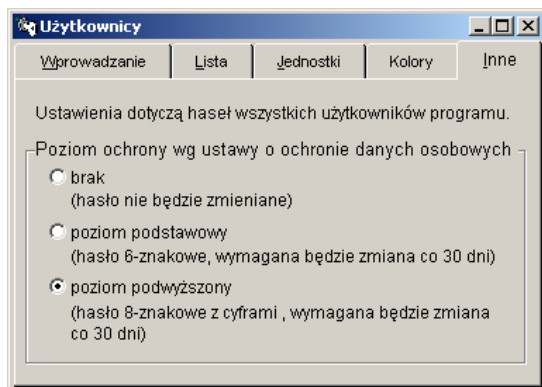 Użytkownicy
Wprowadzanie Lista Jednostki Kolory Inne
Ustawienia dotyczą haseł wszystkich użytkowników programu.
Poziom ochrony wg ustawy o ochronie danych osobowych
brak
(hasło nie będzie zmieniane)
poziom podstawowy
(hasło 6-znakowe, wymagana będzie zmiana co 30 dni)
poziom podwyższony
(hasło 8-znakowe z cyframi , wymagana będzie zmiana
co 30 dni)